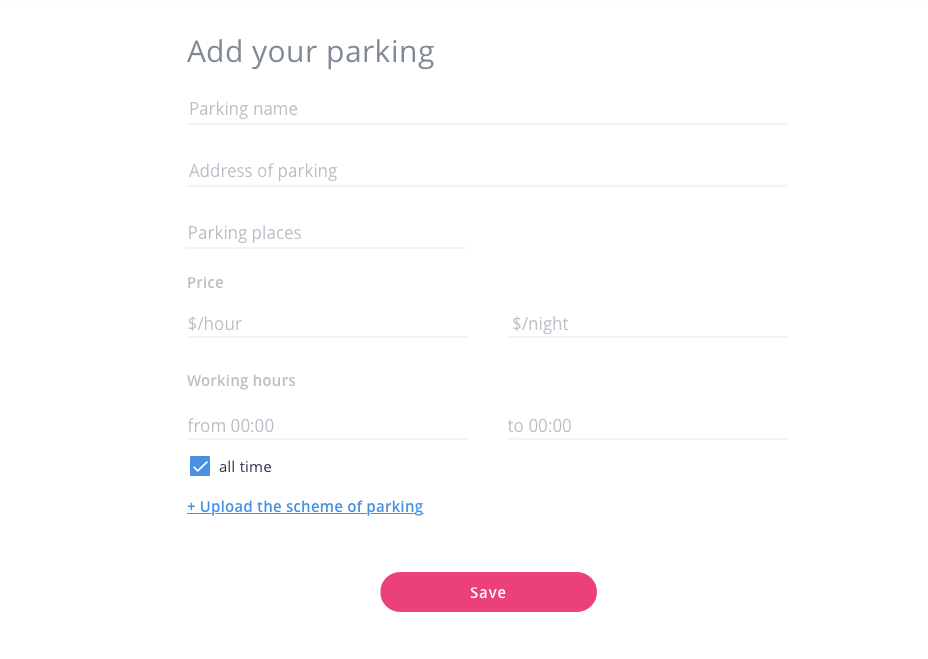 Add your parking
Parking name
Address of parking
Parking places
Price
$/hour
$/night
Working hours
from 00:00
to 00:00
all time
+ Upload the scheme of parking
Save